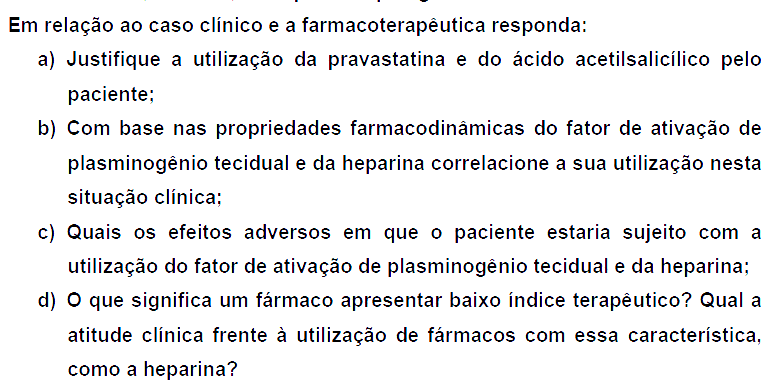 Em relação ao caso clínico e a farmacoterapêutica responda:
a) Justifique a utilização da pravastatina e do ácido acetilsalicílico pelo
paciente;
b) Com base nas propriedades farmacodinâmicas do fator de ativação de
plasminogênio tecidual e da heparina correlacione a sua utilização nesta
situação clínica;
c) Quais os efeitos adversos em que o paciente estaria sujeito com a
utilização do fator de ativação de plasminogênio tecidual e da heparina;
d) O que significa um fármaco apresentar baixo índice terapêutico? Qual a
atitude clínica frente à utilização de fármacos com essa característica,
como a heparina?